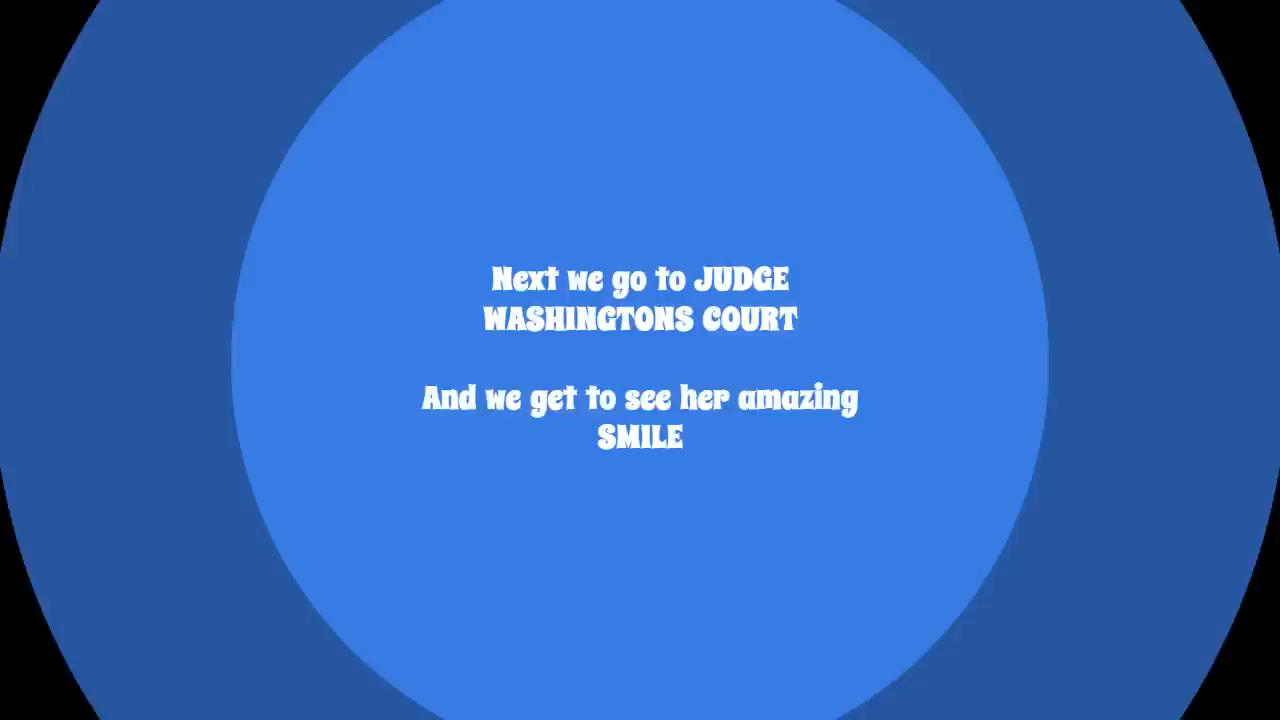 Next we go to JUDGE
WASHINGTONS COURT
And we get to see her amazing
SMILE